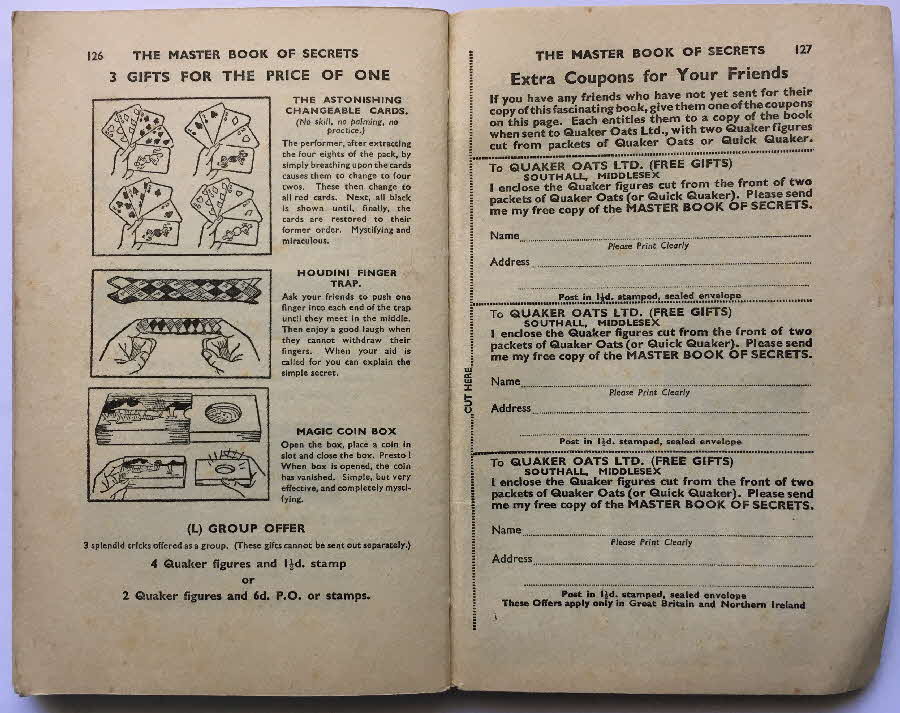 126 THE MASTER BOOK OF SECRETS
3 GIFTS FOR THE PRICE OF ONE
THE ASTONISHING
CHANGEABLE CARDS.
(No skill, no palming, no
practice.)
The performer, after extracting
the four eights of the pack, by
simply breathing upon the cards
causes them to change to four
twos. These then change to
all red cards. Next, all black
is shown until, finally, the
cards are restored to their
former order. Mystifying and
miraculous.
HOUDINI FINGER
TRAP.
Ask your friends to push one
finger into each end of the trap
until they meet in the middle.
Then enjoy a good laugh when
they cannot withdraw their
fingers. When your aid is
called for you can explain the
simple secret.
MAGIC COIN BOX
Open the box, place a coin in
slot and close the box. Presto!
When box is opened, the coin
has vanished. Simple, but very
effective, and completely mysti-
fying.
(L) GROUP OFFER
3 splendid tricks offered as a group. (These gifts cannot be sent out separately.)
4 Quaker figures and 1½d. stamp
or
2 Quaker figures and 6d. P.O. or stamps.
THE MASTER BOOK OF SECRETS 127
Extra Coupons for Your Friends
If you have any friends who have not yet sent for their
copy of this fascinating book, give them one of the coupons
on this page. Each entitles them to a copy of the book
when sent to Quaker Oats Ltd., with two Quaker figures
cut from packets of Quaker Oats or Quick Quaker.
CUT HERE
To QUAKER OATS LTD. (FREE GIFTS)
SOUTHALL, MIDDLESEX
I enclose the Quaker figures cut from the front of two
packets of Quaker Oats (or Quick Quaker). Please send
me my free copy of the MASTER BOOK OF SECRETS.
Name
Please Print Clearly
Address
Post in 1½d. stamped, sealed envelope
To QUAKER OATS LTD. (FREE GIFTS)
SOUTHALL, MIDDLESEX
I enclose the Quaker figures cut from the front of two
packets of Quaker Oats (or Quick Quaker). Please send
me my free copy of the MASTER BOOK OF SECRETS.
Name
Please Print Clearly
Address
Post in 1½d. stamped, sealed envelope
To QUAKER OATS LTD. (FREE GIFTS)
SOUTHALL, MIDDLESEX
I enclose the Quaker figures cut from the front of two
packets of Quaker Oats (or Quick Quaker). Please send
me my free copy of the MASTER BOOK OF SECRETS.
Name
Please Print Clearly
Address
Post in 1½d. stamped, sealed envelope
These Offers apply only in Great Britain and Northern Ireland